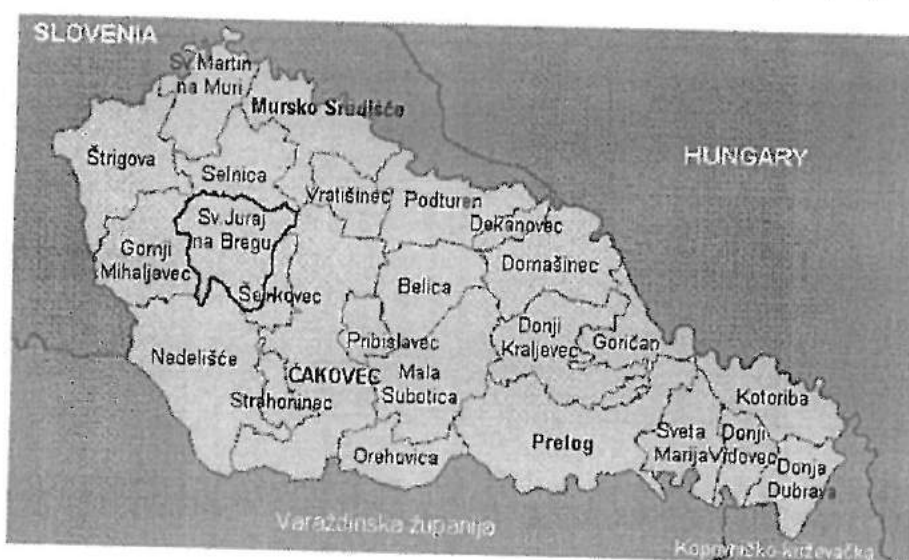 SLOVENIA
Sv.Martin
na Muri
Mursko Središće
HUNGARY
Štrigova
Selnica
Vratišinec
Podturen
Dekanovec
Sv.Juraj
na Bregu
Gornji
Mihaljevec
Domašinec
Šenkovec
Belica
Donji
Kraljevec
Goričan
Pribislavec
Nedelišće
ČAKOVEC
Mala
Subotica
Kotoriba
Strahoninec
Prelog
Sveta
Marija
Donji
Vidovec
Orehovica
Donja
Dubrava
Varaždinska županija
Koprivničko-križevačka